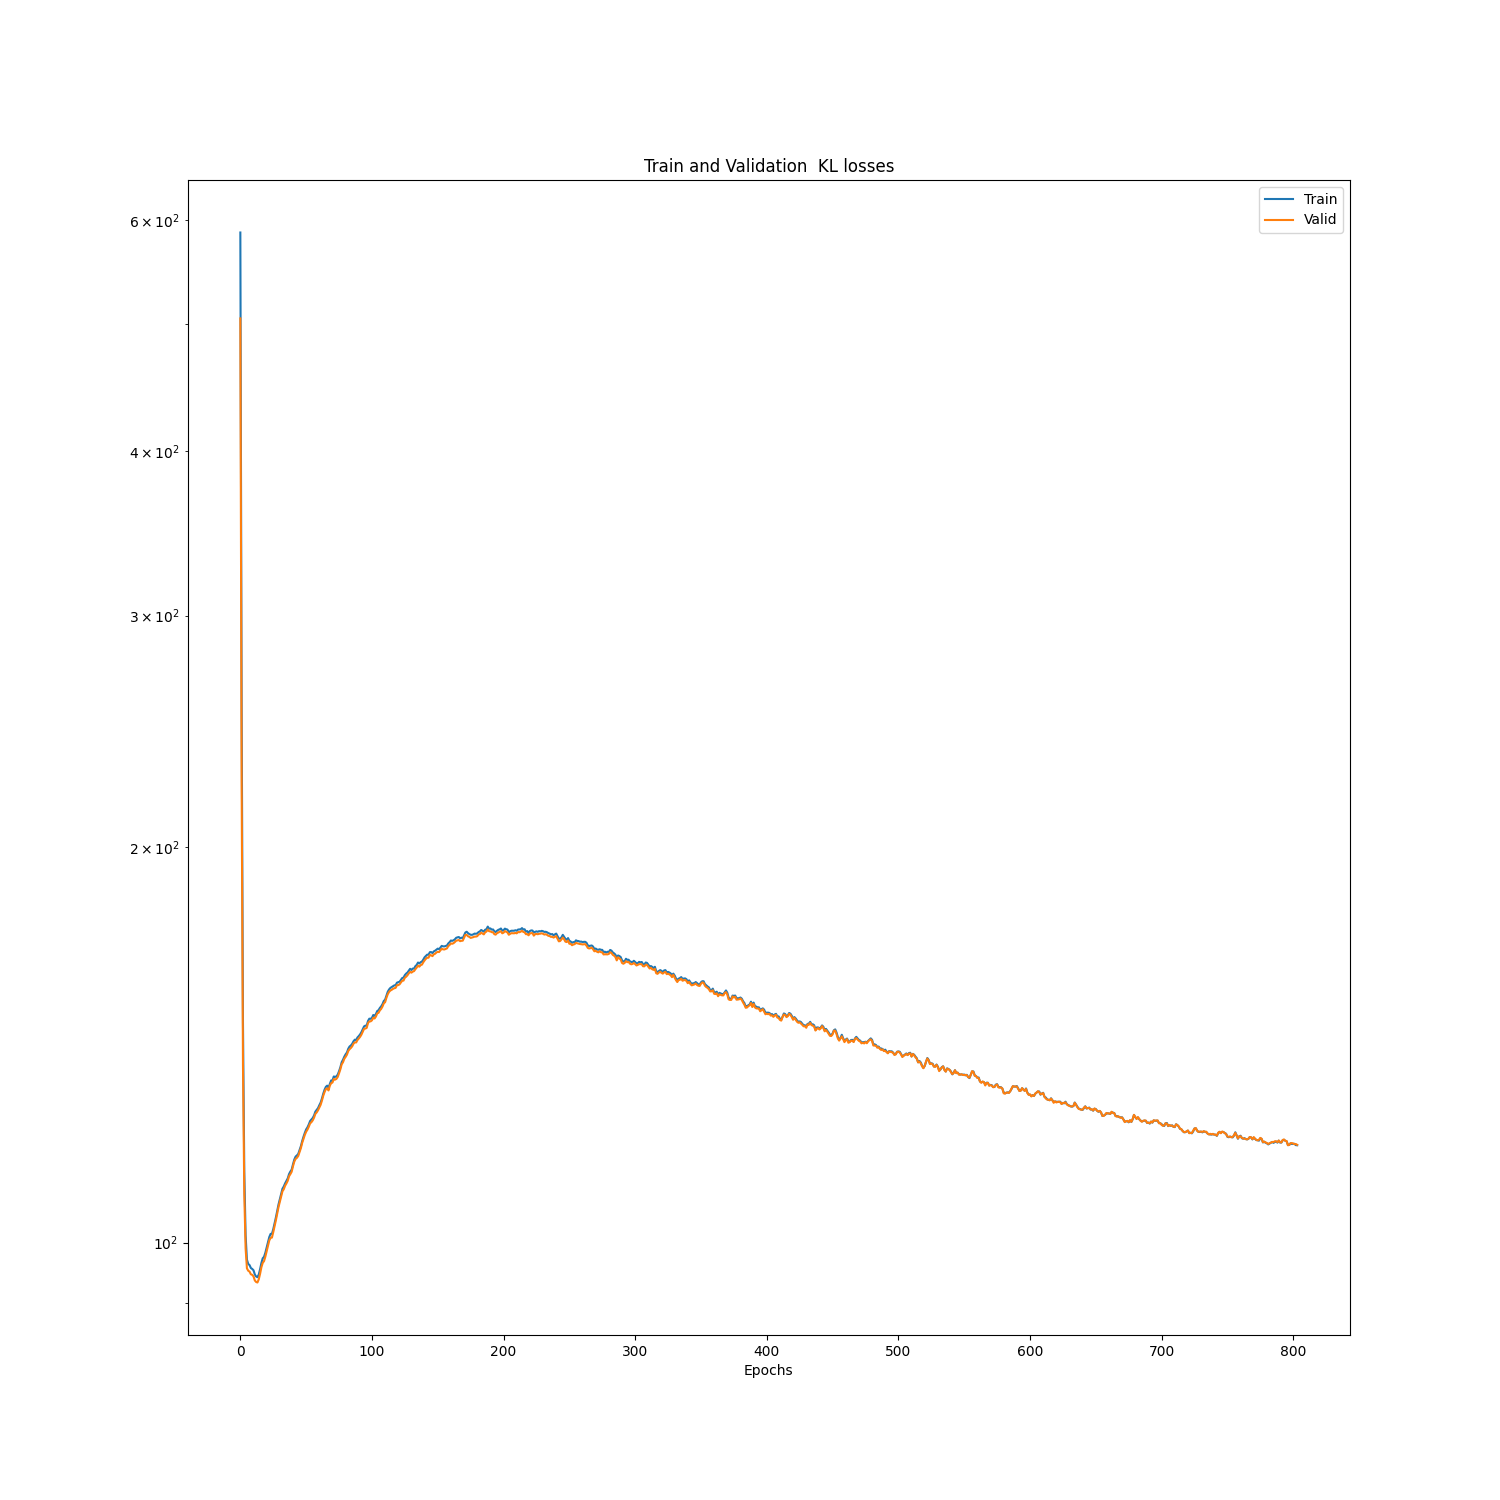 Train and Validation  KL losses
Train
Valid
6 × 10²
4 × 10²
3 × 10²
2 × 10²
10²
0 100 200 300 400 500 600 700 800
Epochs